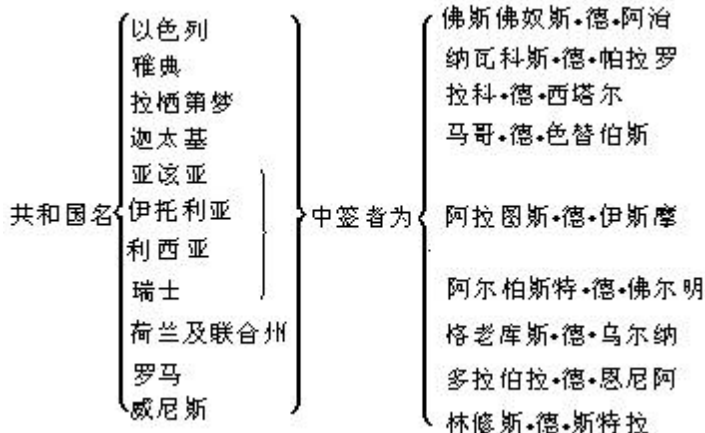 共和国名
以色列
雅典
拉栖第梦
迦太基
亚该亚
伊托利亚
利西亚
瑞士
荷兰及联合州
罗马
威尼斯
中签者为
佛斯佛奴斯·德·阿治
纳瓦科斯·德·帕拉罗
拉科·德·西塔尔
马哥·德·色替伯斯
阿拉图斯·德·伊斯摩
阿尔柏斯特·德·佛尔明
格老库斯·德·乌尔纳
多拉伯拉·德·恩尼阿
林修斯·德·斯特拉